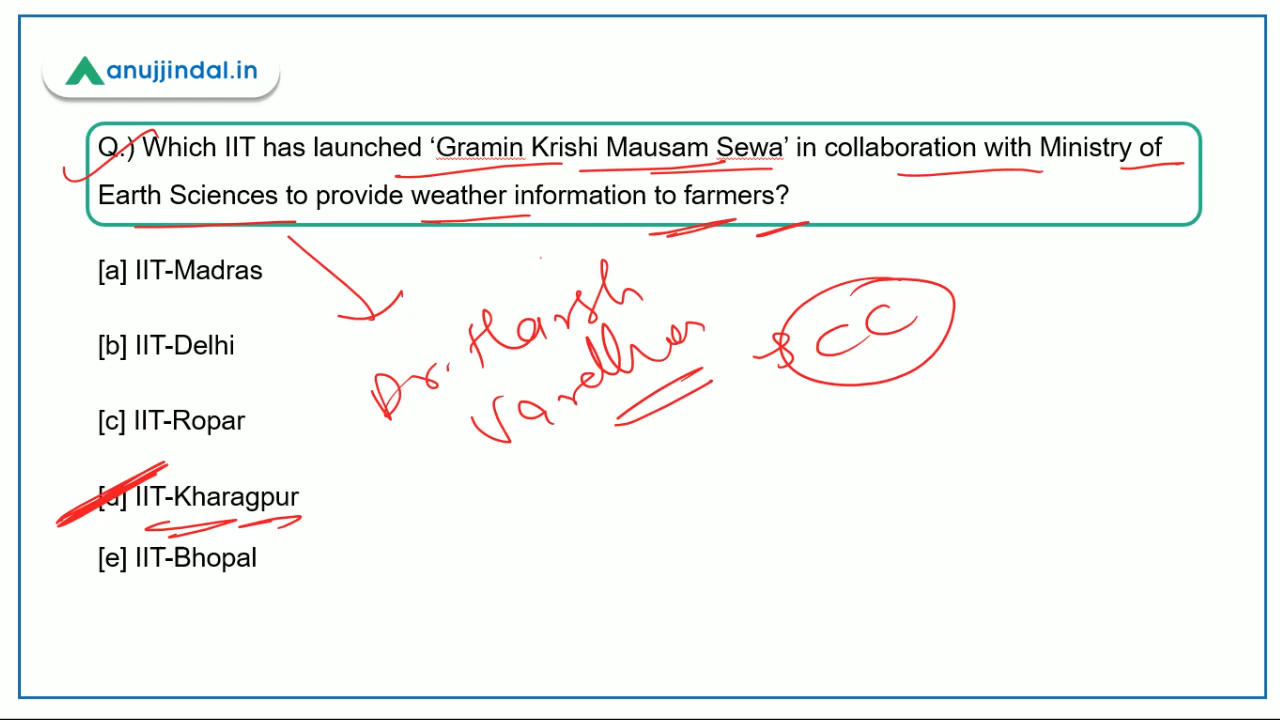 anujjindal.in
Q.) Which IIT has launched ‘Gramin Krishi Mausam Sewa’ in collaboration with Ministry of
Earth Sciences to provide weather information to farmers?
[a] IIT-Madras
[b] IIT-Delhi
[c] IIT-Ropar
[d] IIT-Kharagpur
[e] IIT-Bhopal
Dr. Harsh
Vardhan
CC